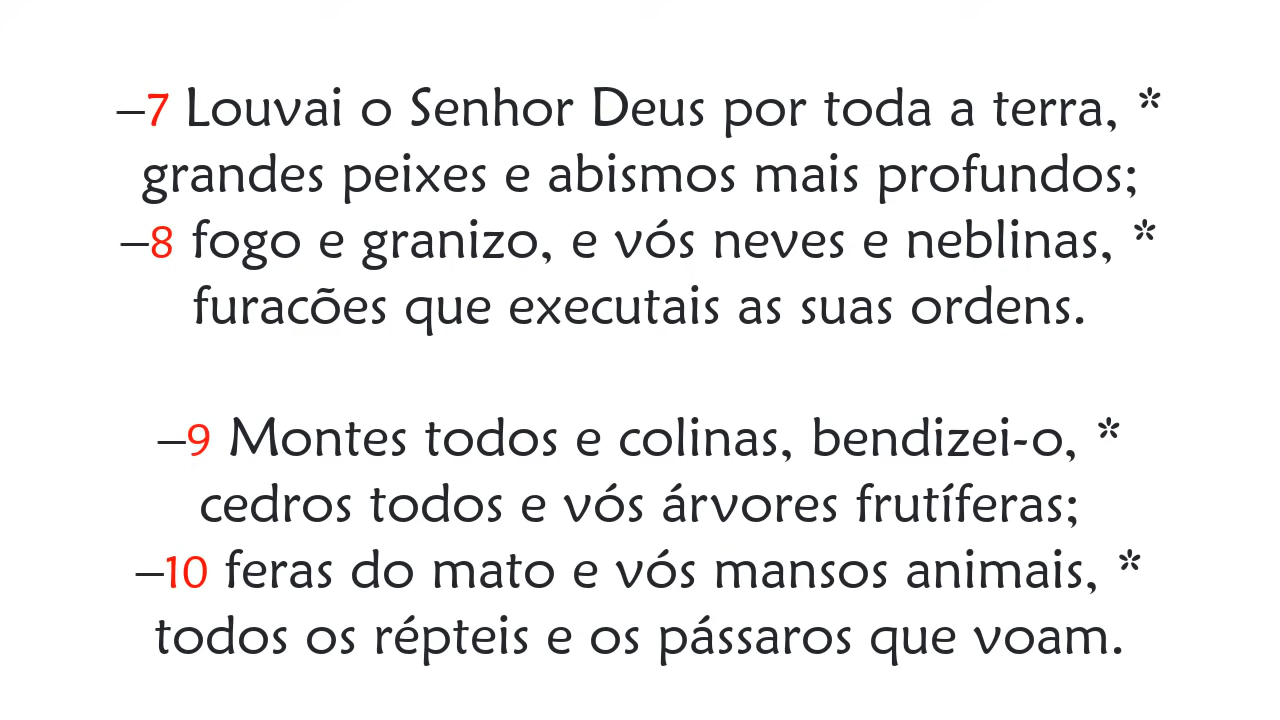 –7 Louvai o Senhor Deus por toda a terra, *
grandes peixes e abismos mais profundos;
–8 fogo e granizo, e vós neves e neblinas, *
furacões que executais as suas ordens.
–9 Montes todos e colinas, bendizei-o, *
cedros todos e vós árvores frutíferas;
–10 feras do mato e vós mansos animais, *
todos os répteis e os pássaros que voam.